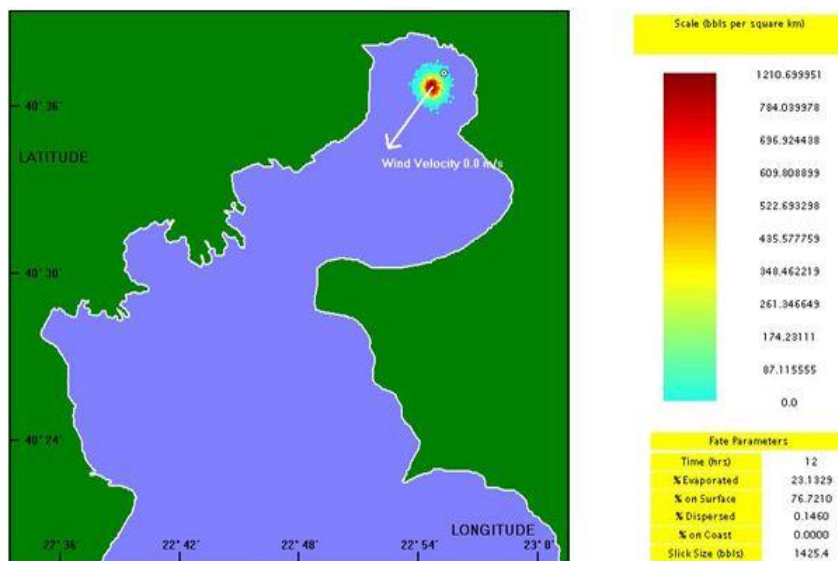 Scale (bbls per square km)
1210.699951
784.039978
696.924438
609.808899
522.693298
435.577759
348.462219
261.346649
174.23111
87.115555
0.0
40° 36'
LATITUDE
Wind Velocity 0.0 m/s
40° 30'
40° 24'
LONGITUDE
22° 36' 22° 42' 22° 48' 22° 54' 23° 0'
Fate Parameters
Time (hrs) 12
% Evaporated 23.1329
% on Surface 76.7210
% Dispersed 0.1460
% on Coast 0.0000
Slick Size (bbls) 1425.4